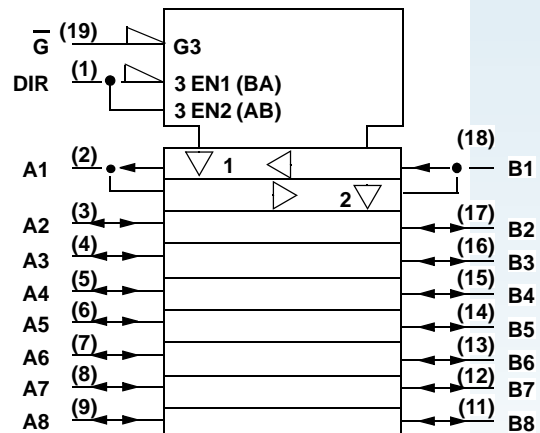 G̅ (19) G3
DIR (1) 3 EN1 (BA)
3 EN2 (AB)
A1 (2) 1 (18) B1
2
A2 (3) (17) B2
A3 (4) (16) B3
A4 (5) (15) B4
A5 (6) (14) B5
A6 (7) (13) B6
A7 (8) (12) B7
A8 (9) (11) B8